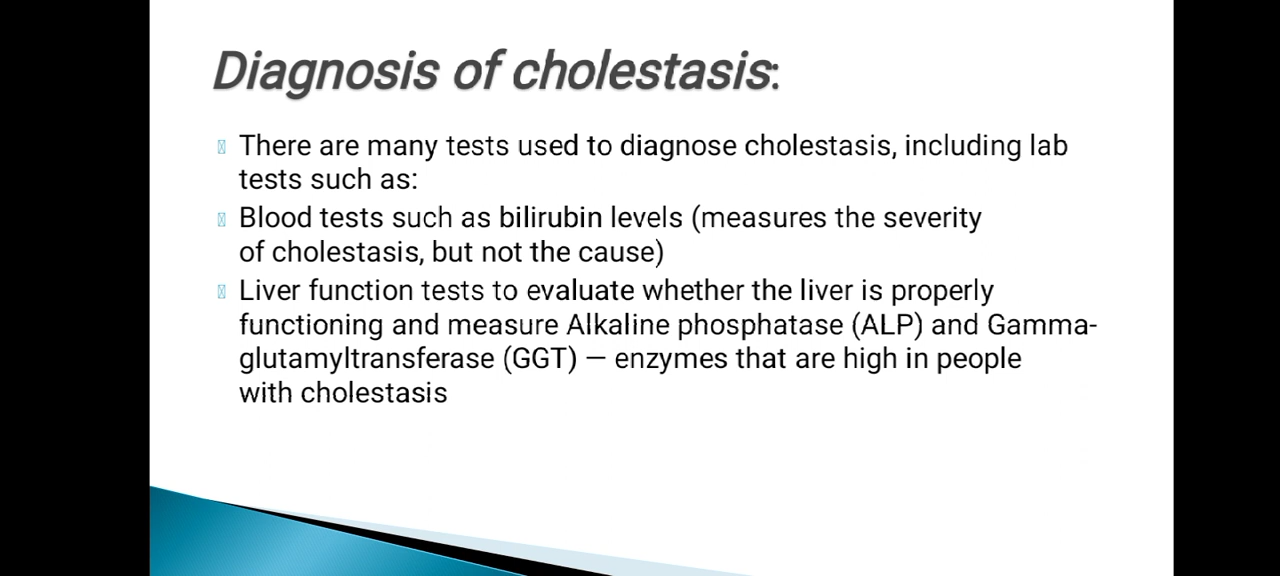 Diagnosis of cholestasis:
There are many tests used to diagnose cholestasis, including lab
tests such as:
Blood tests such as bilirubin levels (measures the severity
of cholestasis, but not the cause)
Liver function tests to evaluate whether the liver is properly
functioning and measure Alkaline phosphatase (ALP) and Gamma-
glutamyltransferase (GGT) — enzymes that are high in people
with cholestasis